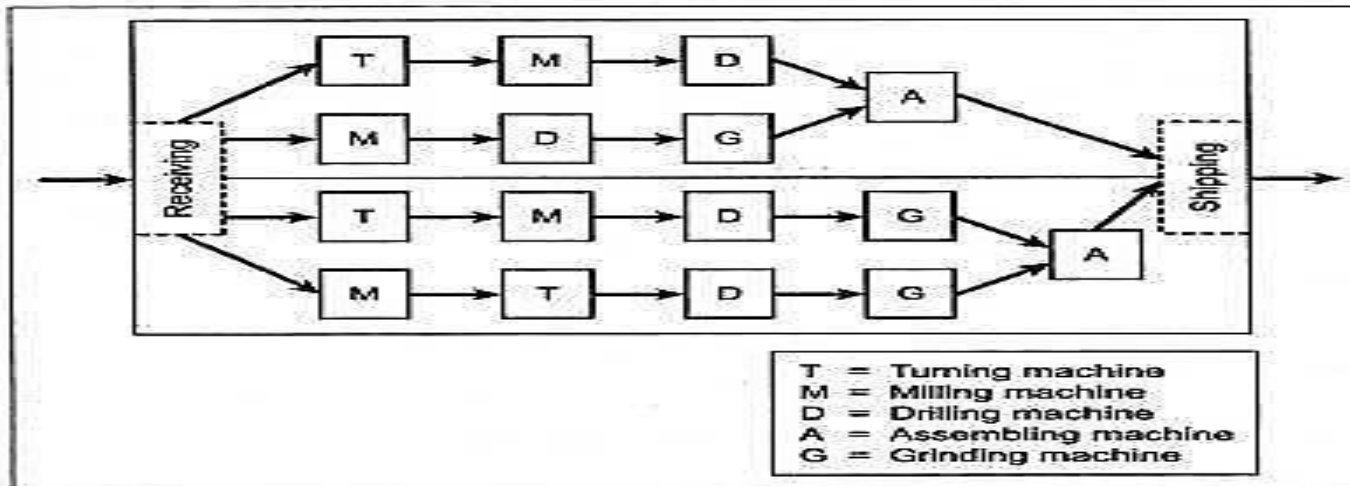 T M D
A
M D G
Receiving
Shipping
T M D G
A
M T D G
T = Turning machine
M = Milling machine
D = Drilling machine
A = Assembling machine
G = Grinding machine